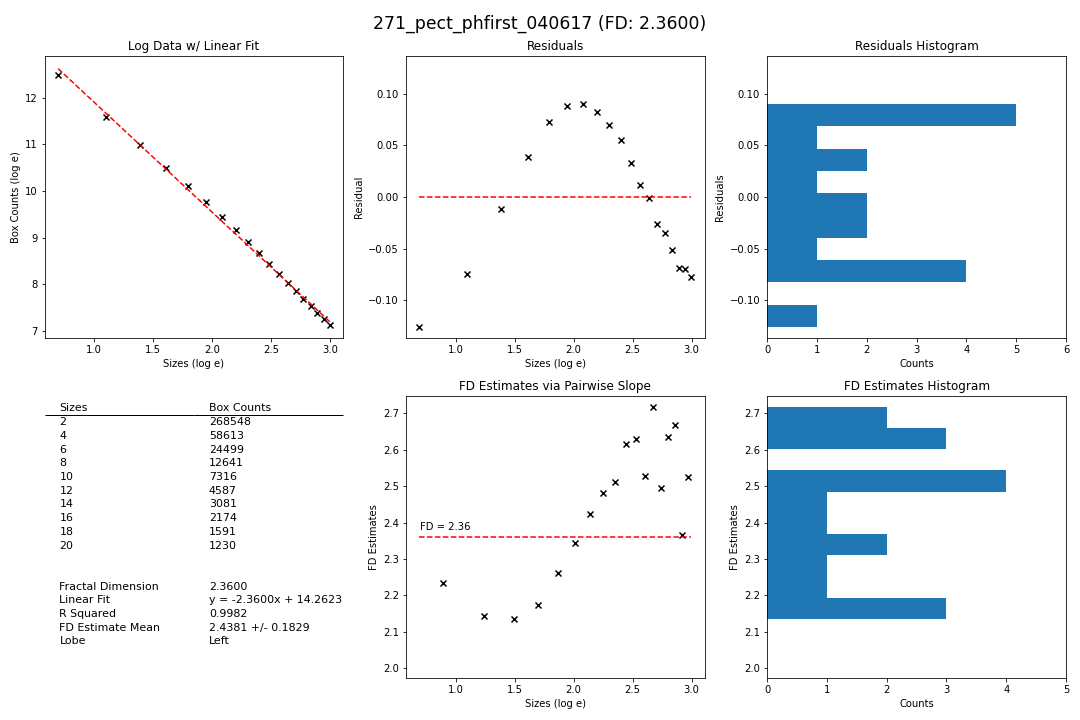 271_pect_phfirst_040617 (FD: 2.3600)
Log Data w/ Linear Fit
Box Counts (log e)
12
11
10
9
8
7
1.0 1.5 2.0 2.5 3.0
Sizes (log e)
Residuals
Residual
0.10
0.05
0.00
−0.05
−0.10
1.0 1.5 2.0 2.5 3.0
Sizes (log e)
Residuals Histogram
Residuals
0.10
0.05
0.00
−0.05
−0.10
0 1 2 3 4 5 6
Counts
Sizes Box Counts
2 268548
4 58613
6 24499
8 12641
10 7316
12 4587
14 3081
16 2174
18 1591
20 1230
Fractal Dimension 2.3600
Linear Fit y = -2.3600x + 14.2623
R Squared 0.9982
FD Estimate Mean 2.4381 +/- 0.1829
Lobe Left
FD Estimates via Pairwise Slope
FD Estimates
2.7
2.6
2.5
2.4
2.3
2.2
2.1
2.0
FD = 2.36
1.0 1.5 2.0 2.5 3.0
Sizes (log e)
FD Estimates Histogram
FD Estimates
2.7
2.6
2.5
2.4
2.3
2.2
2.1
2.0
0 1 2 3 4 5
Counts